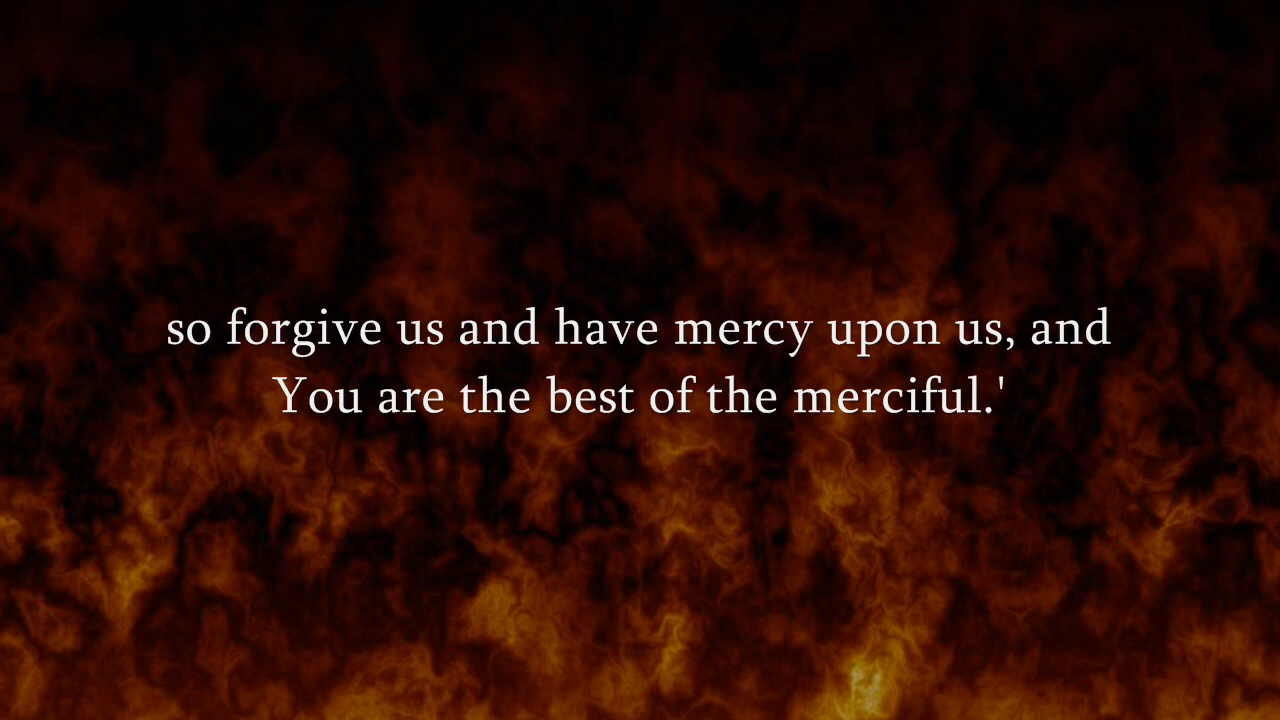 so forgive us and have mercy upon us, and
You are the best of the merciful.'